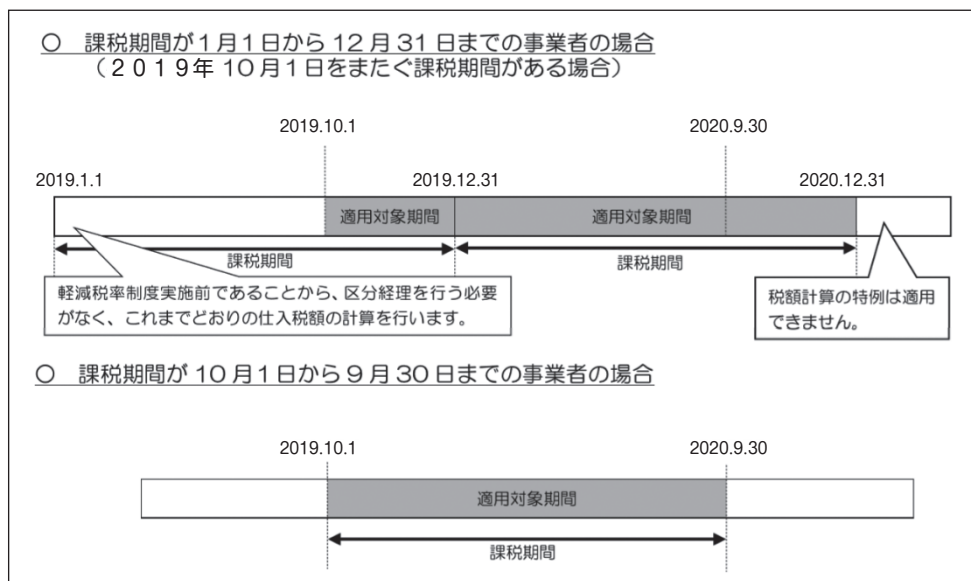 ○ 課税期間が1月1日から12月31日までの事業者の場合
(2019年10月1日をまたぐ課税期間がある場合)
2019.10.1 2020.9.30
2019.1.1 2019.12.31 2020.12.31
適用対象期間 適用対象期間
課税期間 課税期間
軽減税率制度実施前であることから、区分経理を行う必要
がなく、これまでどおりの仕入税額の計算を行います。
税額計算の特例は適用
できません。
○ 課税期間が10月1日から9月30日までの事業者の場合
2019.10.1 2020.9.30
適用対象期間
課税期間